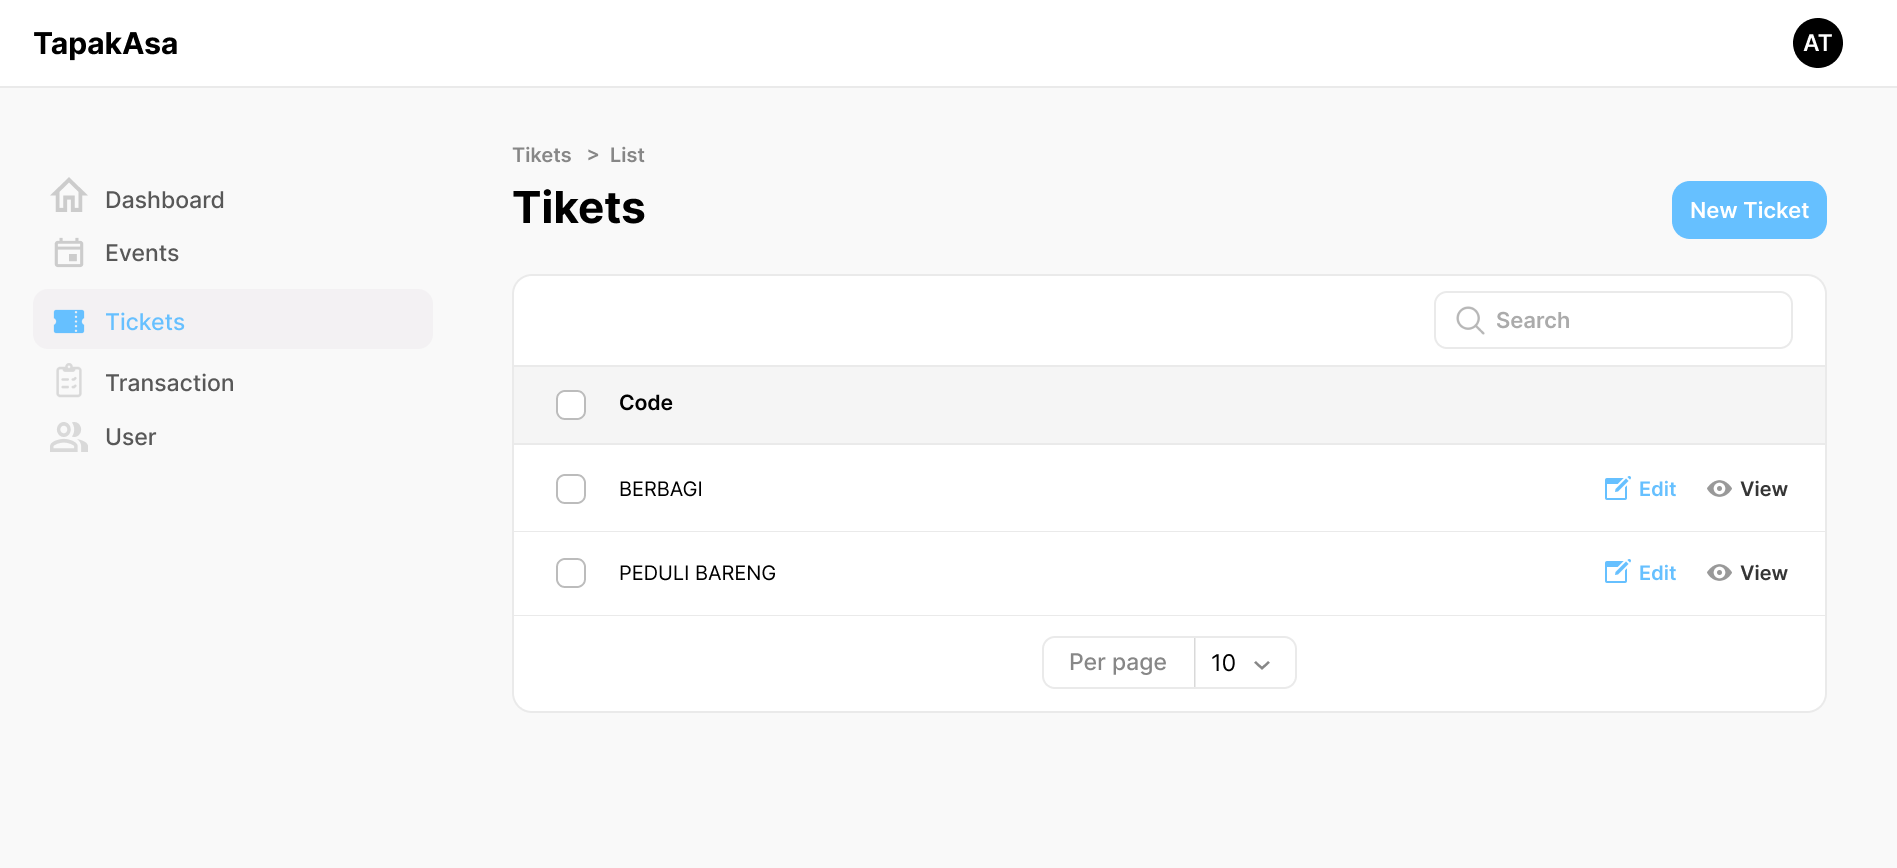 TapakAsa
AT
Dashboard
Events
Tickets
Transaction
User
Tikets > List
Tikets
New Ticket
Search
Code
BERBAGI Edit View
PEDULI BARENG Edit View
Per page 10